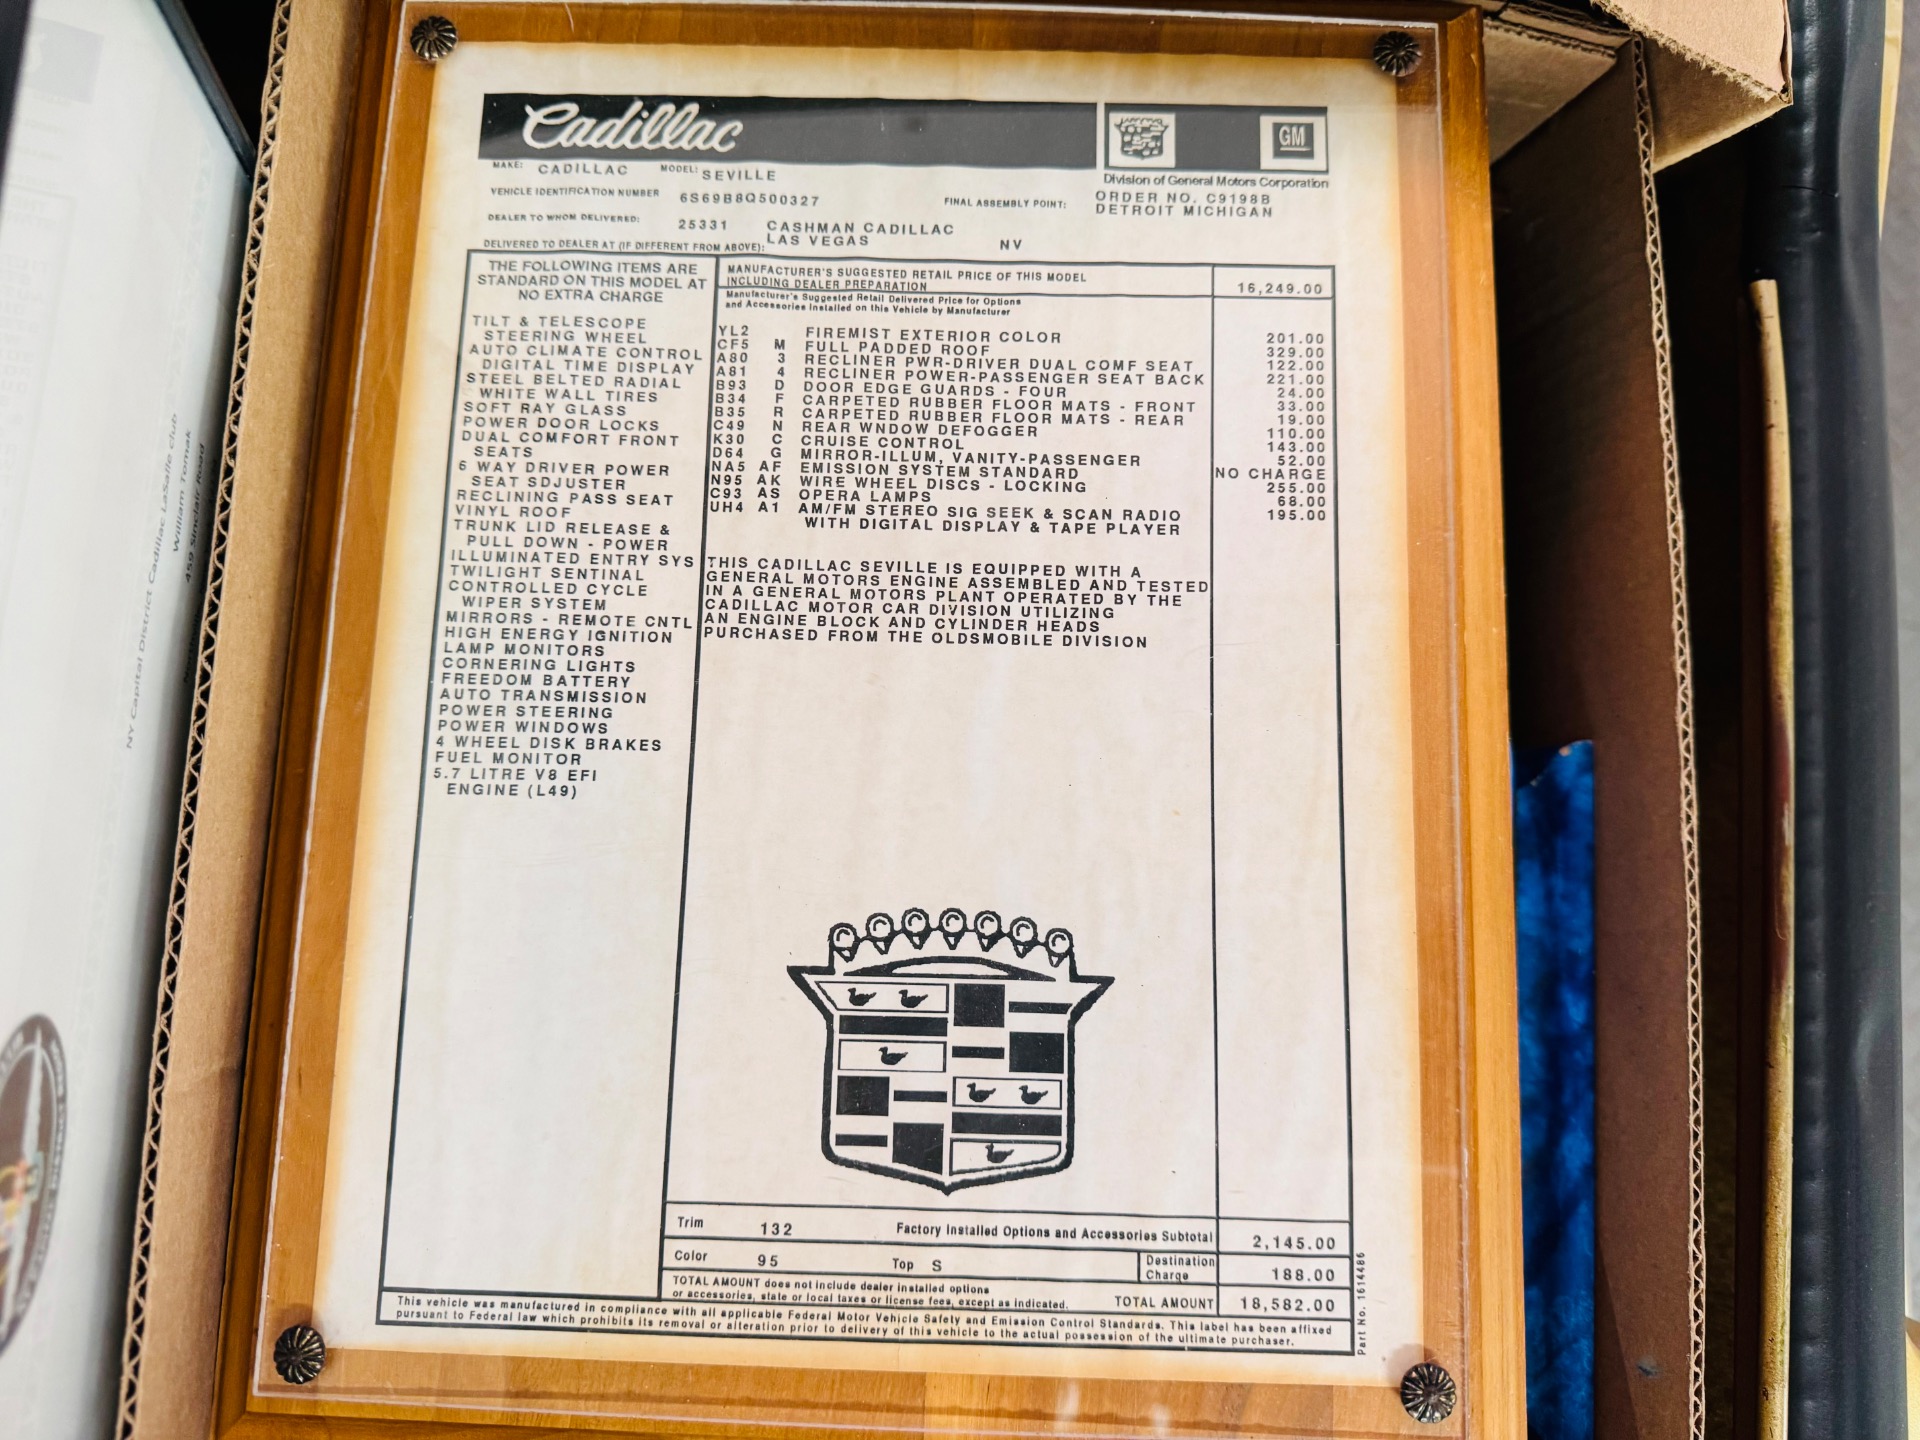 Cadillac
GM
Division of General Motors Corporation
MAKE: CADILLAC MODEL: SEVILLE
VEHICLE IDENTIFICATION NUMBER 6S69B8Q500327
FINAL ASSEMBLY POINT: ORDER NO. C9198B
DETROIT MICHIGAN
DEALER TO WHOM DELIVERED: 25331 CASHMAN CADILLAC
DELIVERED TO DEALER AT (IF DIFFERENT FROM ABOVE): LAS VEGAS NV
THE FOLLOWING ITEMS ARE
STANDARD ON THIS MODEL AT
NO EXTRA CHARGE
TILT & TELESCOPE
STEERING WHEEL
AUTO CLIMATE CONTROL
DIGITAL TIME DISPLAY
STEEL BELTED RADIAL
WHITE WALL TIRES
SOFT RAY GLASS
POWER DOOR LOCKS
DUAL COMFORT FRONT
SEATS
6 WAY DRIVER POWER
SEAT SDJUSTER
RECLINING PASS SEAT
VINYL ROOF
TRUNK LID RELEASE &
PULL DOWN - POWER
ILLUMINATED ENTRY SYS
TWILIGHT SENTINAL
CONTROLLED CYCLE
WIPER SYSTEM
MIRRORS - REMOTE CNTL
HIGH ENERGY IGNITION
LAMP MONITORS
CORNERING LIGHTS
FREEDOM BATTERY
AUTO TRANSMISSION
POWER STEERING
POWER WINDOWS
4 WHEEL DISK BRAKES
FUEL MONITOR
5.7 LITRE V8 EFI
ENGINE (L49)
MANUFACTURER'S SUGGESTED RETAIL PRICE OF THIS MODEL
INCLUDING DEALER PREPARATION 16,249.00
Manufacturer's Suggested Retail Delivered Price for Options
and Accessories Installed on this Vehicle by Manufacturer
YL2 FIREMIST EXTERIOR COLOR 201.00
CF5 M FULL PADDED ROOF 329.00
A80 3 RECLINER PWR-DRIVER DUAL COMF SEAT 122.00
A81 4 RECLINER POWER-PASSENGER SEAT BACK 221.00
B93 D DOOR EDGE GUARDS - FOUR 24.00
B34 F CARPETED RUBBER FLOOR MATS - FRONT 33.00
B35 R CARPETED RUBBER FLOOR MATS - REAR 19.00
C49 N REAR WNDOW DEFOGGER 110.00
K30 C CRUISE CONTROL 143.00
D64 G MIRROR-ILLUM, VANITY-PASSENGER 52.00
NA5 AF EMISSION SYSTEM STANDARD NO CHARGE
N95 AK WIRE WHEEL DISCS - LOCKING 255.00
C93 AS OPERA LAMPS 68.00
UH4 A1 AM/FM STEREO SIG SEEK & SCAN RADIO 195.00
WITH DIGITAL DISPLAY & TAPE PLAYER
THIS CADILLAC SEVILLE IS EQUIPPED WITH A
GENERAL MOTORS ENGINE ASSEMBLED AND TESTED
IN A GENERAL MOTORS PLANT OPERATED BY THE
CADILLAC MOTOR CAR DIVISION UTILIZING
AN ENGINE BLOCK AND CYLINDER HEADS
PURCHASED FROM THE OLDSMOBILE DIVISION
C C C C C C C
Trim 132 Factory Installed Options and Accessories Subtotal 2,145.00
Color 95 Top S Destination Charge 188.00
TOTAL AMOUNT does not include dealer installed options
or accessories, state or local taxes or license fees, except as indicated. TOTAL AMOUNT 18,582.00
This vehicle was manufactured in compliance with all applicable Federal Motor Vehicle Safety and Emission Control Standards. This label has been affixed
pursuant to Federal law which prohibits its removal or alteration prior to delivery of this vehicle to the actual possession of the ultimate purchaser.
Part No. 1614486
NY Capital District Cadillac LaSalle club
William Tomak
459 Sinclair Road